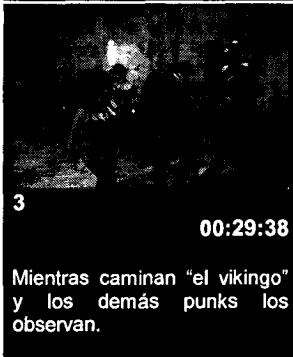 3
00:29:38
Mientras caminan "el vikingo"
y los demás punks los
observan.